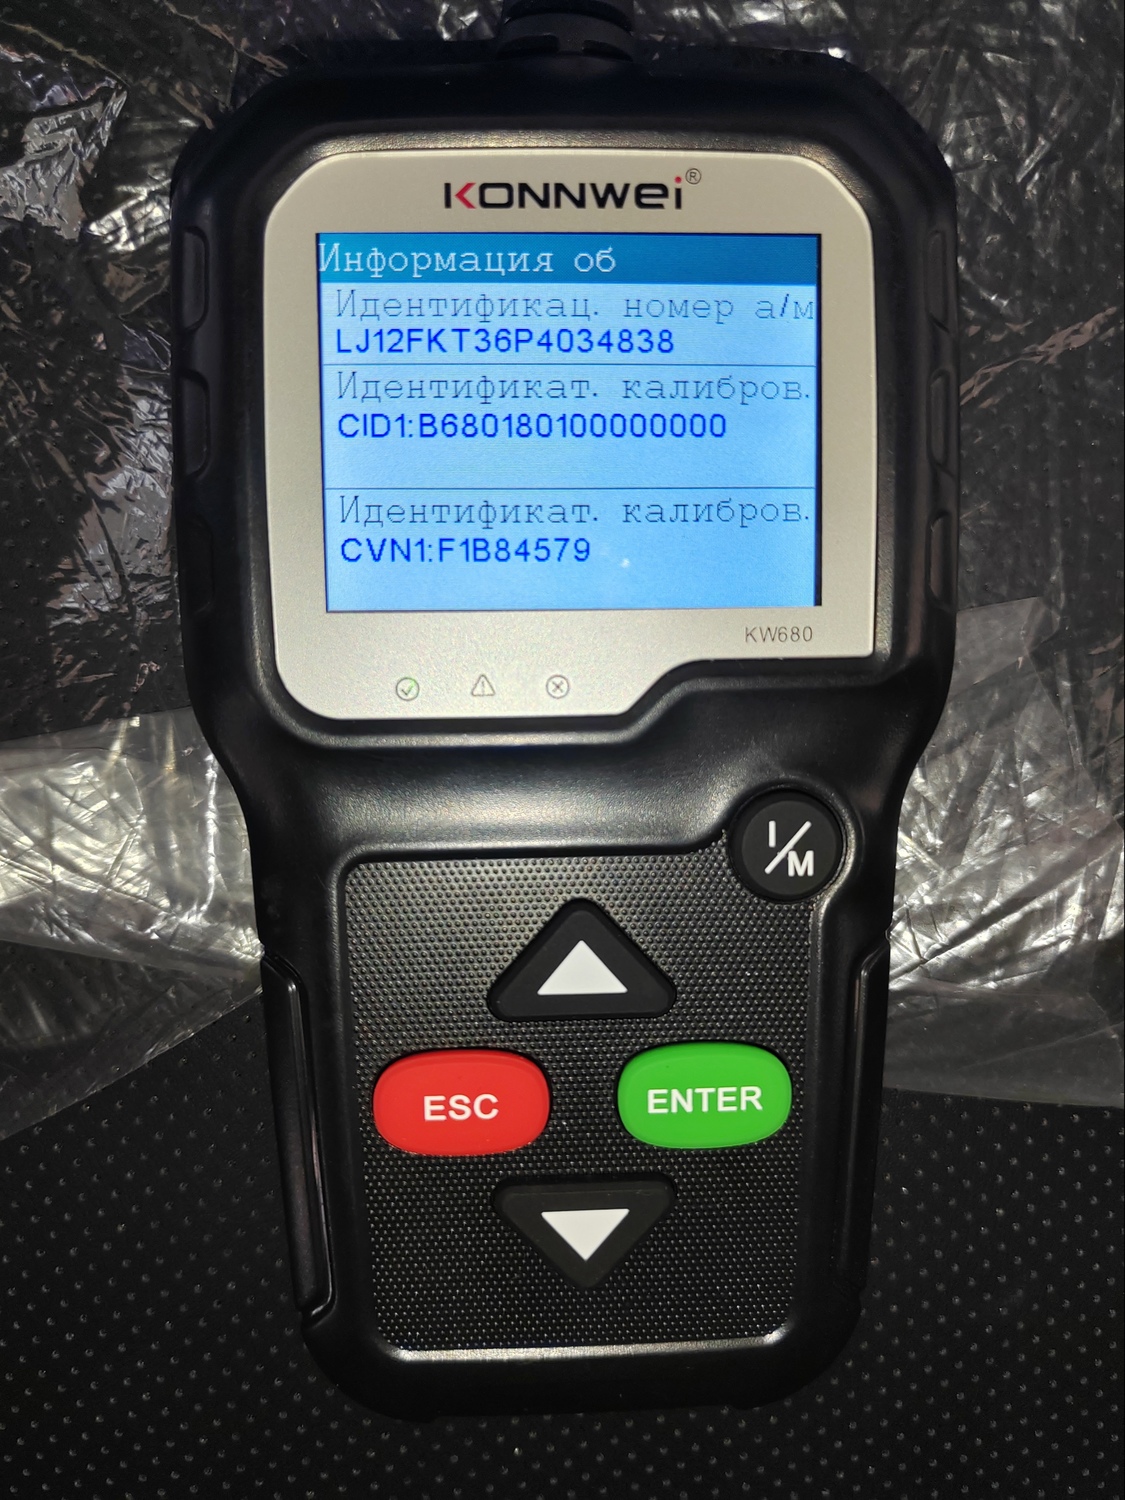 KONNWEI®
Информация об
Идентификац. номер а/м
LJ12FKT36P4034838
Идентификат. калибров.
CID1:B680180100000000
Идентификат. калибров.
CVN1:F1B84579
KW680
I/M
ESC
ENTER